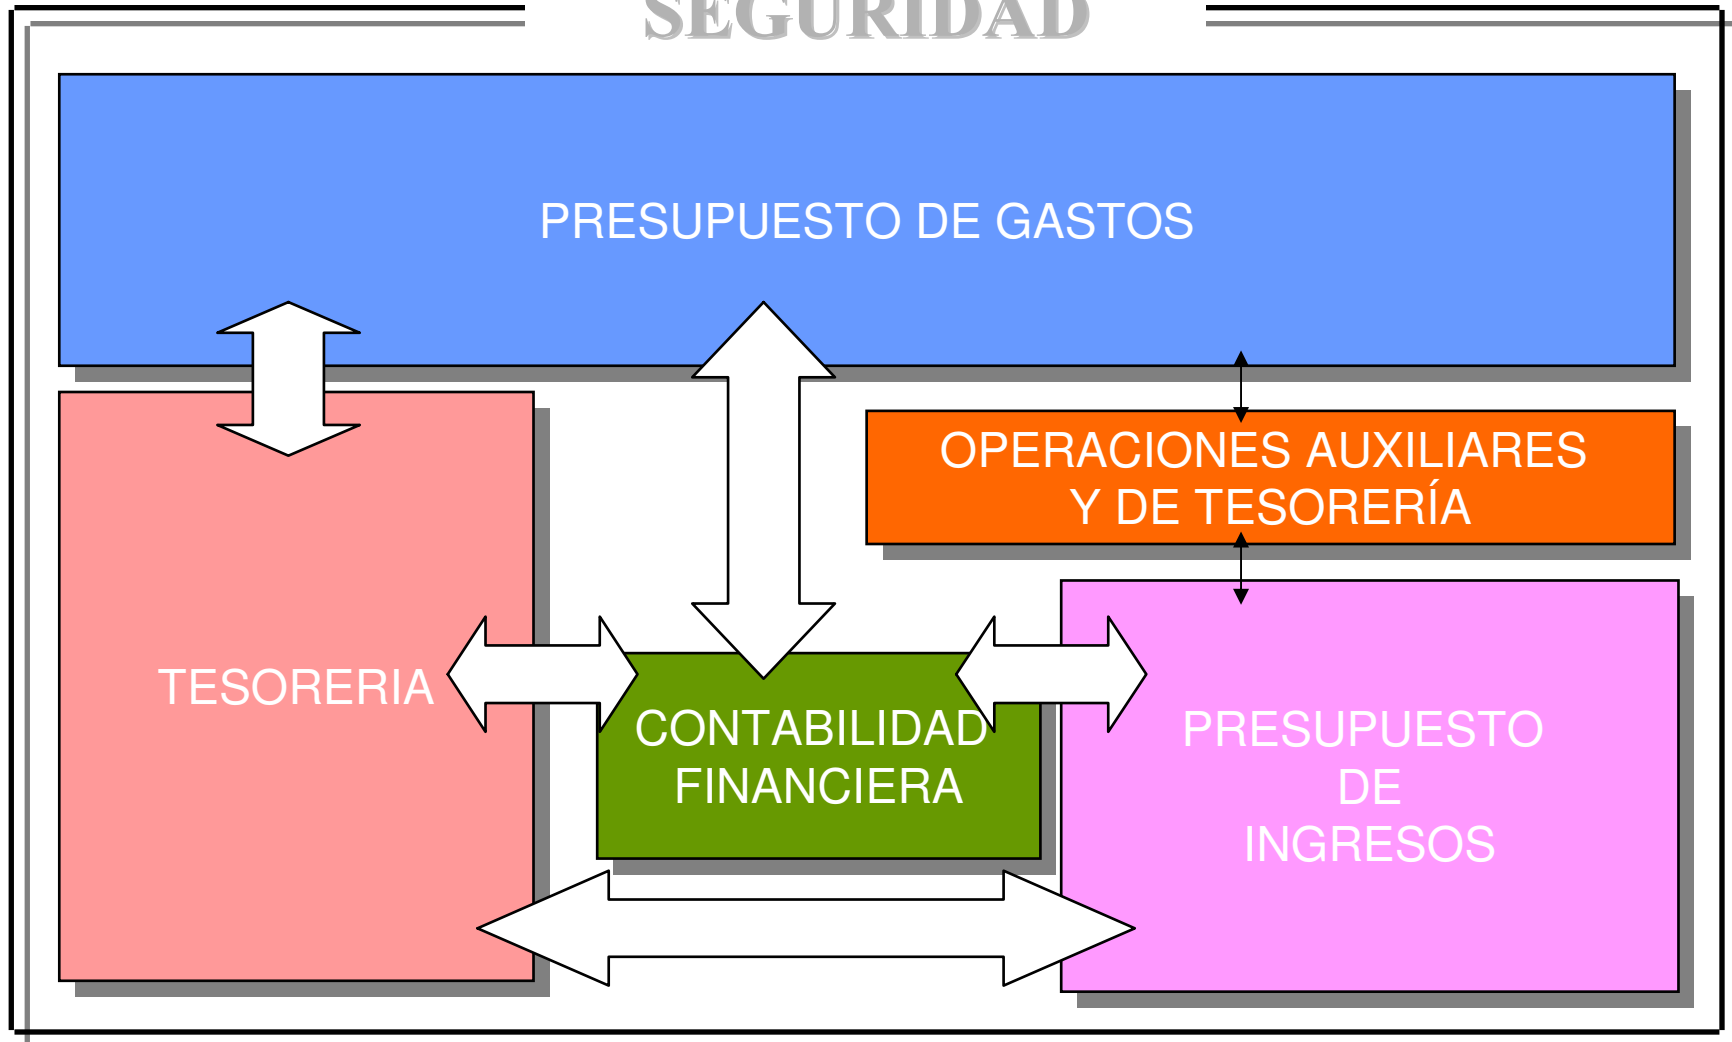 SEGURIDAD
PRESUPUESTO DE GASTOS
OPERACIONES AUXILIARES
Y DE TESORERÍA
TESORERIA
CONTABILIDAD
FINANCIERA
PRESUPUESTO
DE
INGRESOS